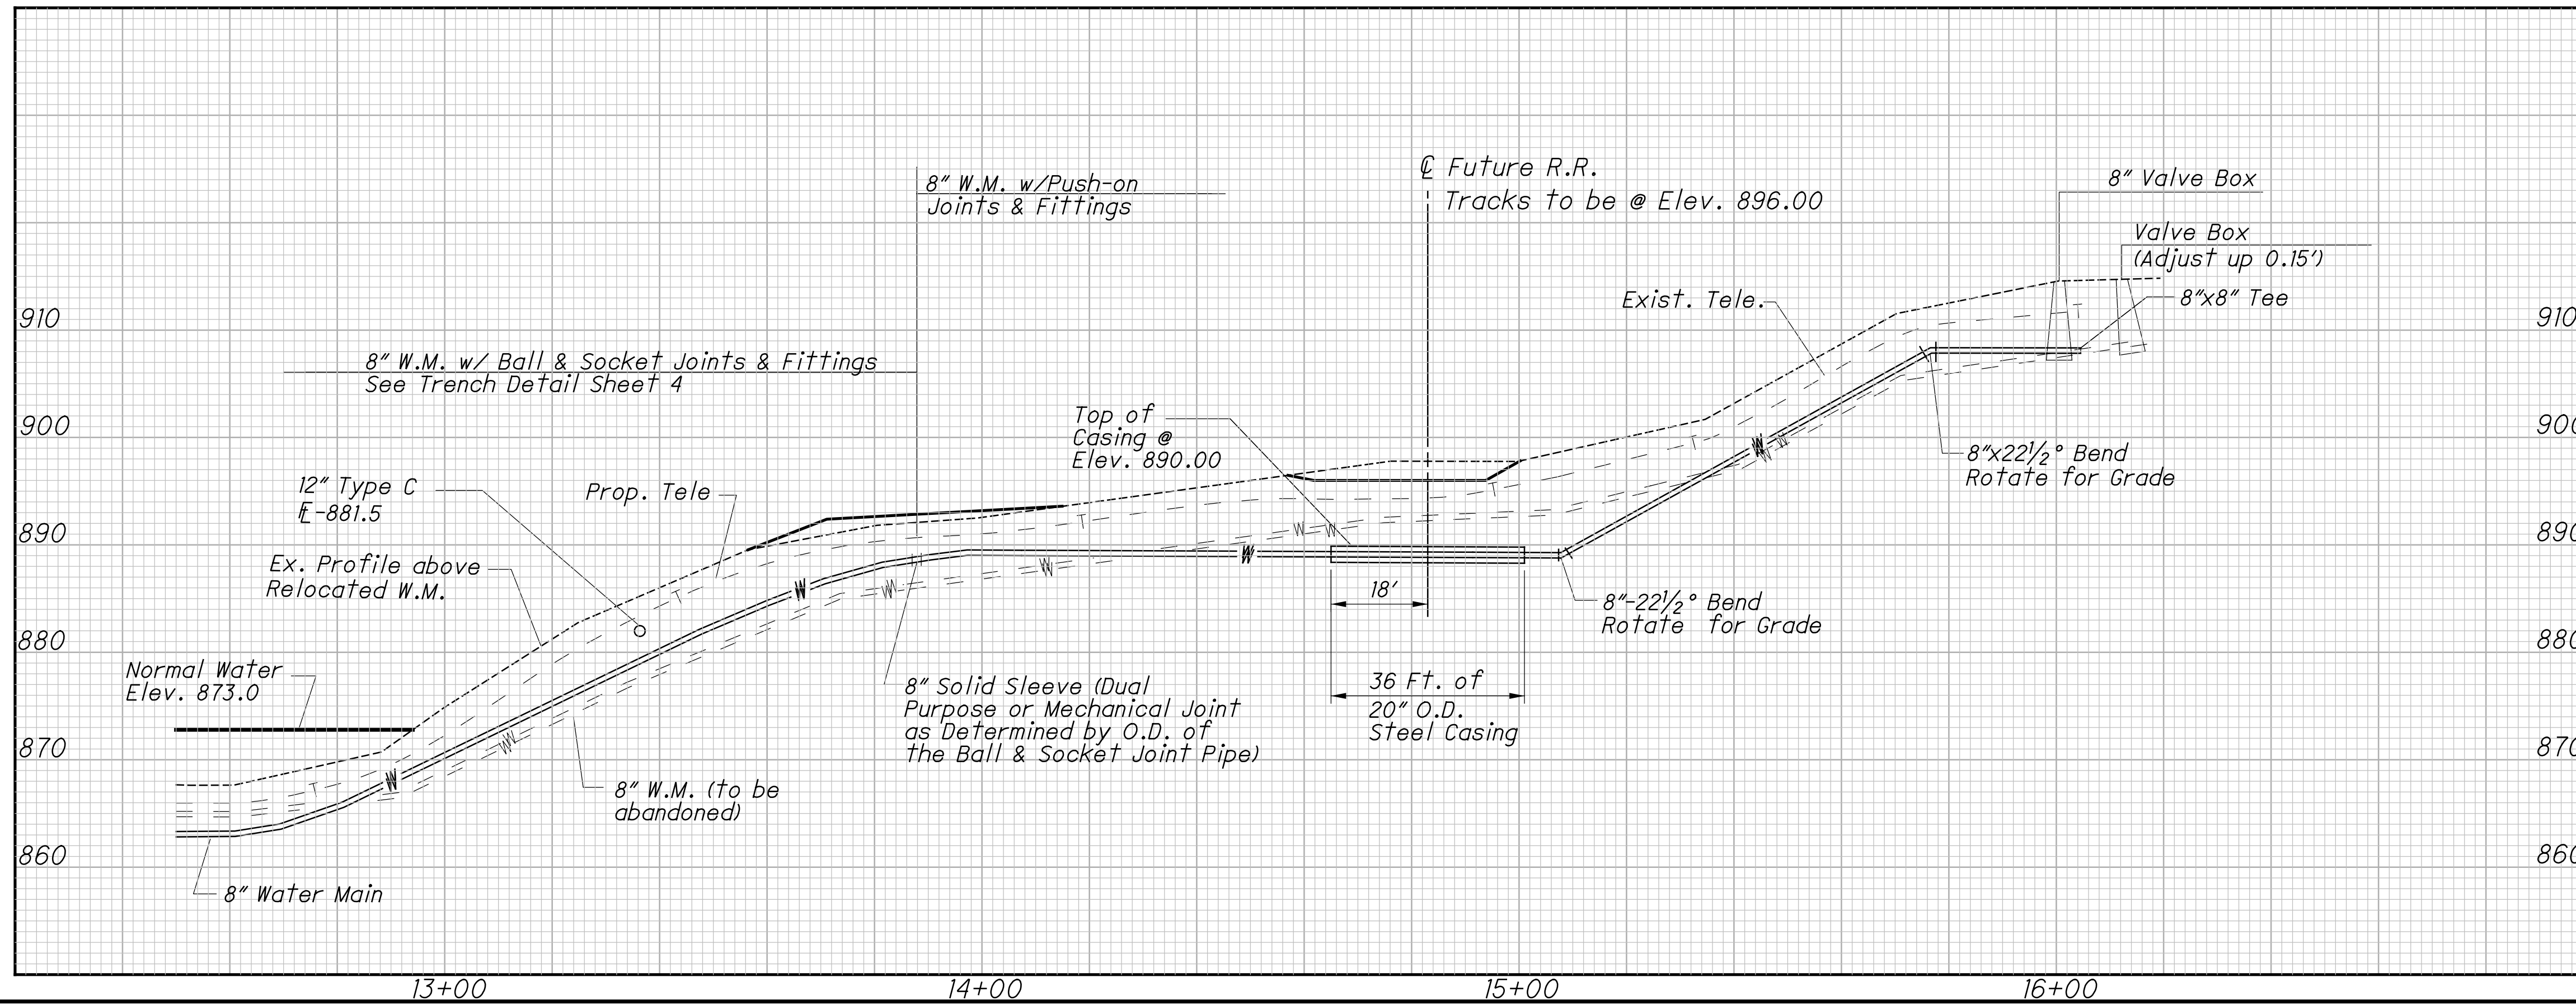 8" W.M. w/Push-on
Joints & Fittings
℄ Future R.R.
Tracks to be @ Elev. 896.00
8" Valve Box
Valve Box
(Adjust up 0.15')
8"x8" Tee
Exist. Tele.
910
910
8" W.M. w/ Ball & Socket Joints & Fittings
See Trench Detail Sheet 4
Top of
Casing @
Elev. 890.00
900
900
8"x22½° Bend
Rotate for Grade
12" Type C
℄-881.5
Prop. Tele
890
890
Ex. Profile above
Relocated W.M.
18'
8"-22½° Bend
Rotate for Grade
880
880
Normal Water
Elev. 873.0
8" Solid Sleeve (Dual
Purpose or Mechanical Joint
as Determined by O.D. of
the Ball & Socket Joint Pipe)
36 Ft. of
20" O.D.
Steel Casing
870
870
8" W.M. (to be
abandoned)
860
860
8" Water Main
T
T
T
T
T
T
W
W
W
W
W
W
W
W
W
W
W
W
13+00
14+00
15+00
16+00